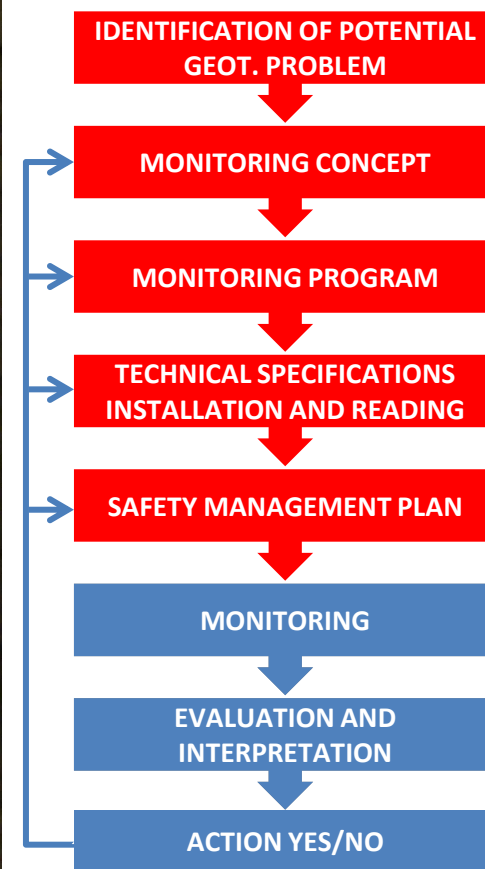 IDENTIFICATION OF POTENTIAL
GEOT. PROBLEM
MONITORING CONCEPT
MONITORING PROGRAM
TECHNICAL SPECIFICATIONS
INSTALLATION AND READING
SAFETY MANAGEMENT PLAN
MONITORING
EVALUATION AND
INTERPRETATION
ACTION YES/NO